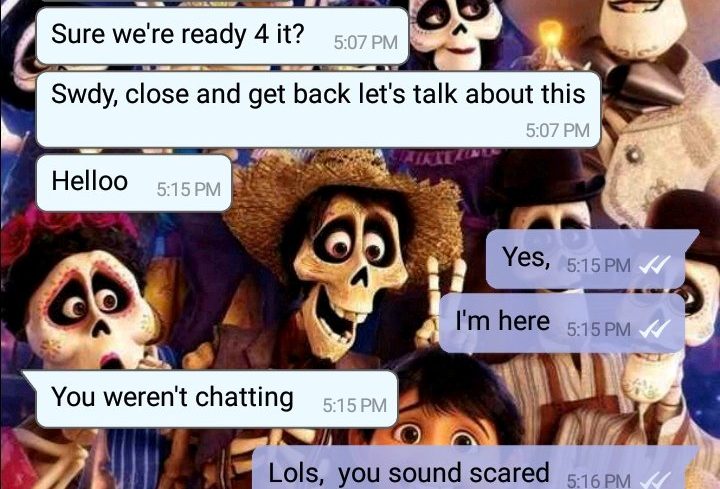 Sure we're ready 4 it? 5:07 PM
Swdy, close and get back let's talk about this
5:07 PM
Helloo 5:15 PM
Yes, 5:15 PM
I'm here 5:15 PM
You weren't chatting 5:15 PM
Lols, you sound scared 5:16 PM